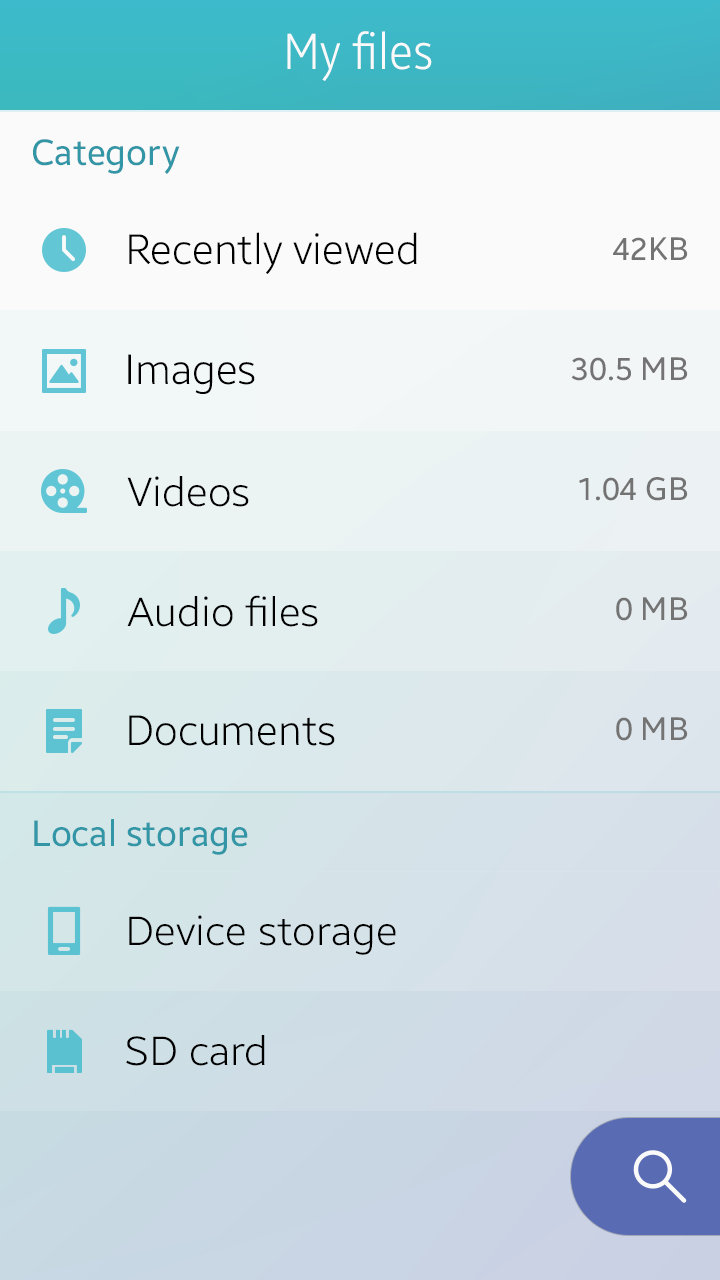 My files
Category
Recently viewed 42KB
Images 30.5 MB
Videos 1.04 GB
Audio files 0 MB
Documents 0 MB
Local storage
Device storage
SD card